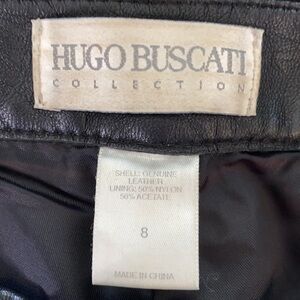 HUGO BUSCATI
COLLECTION
SHELL: GENUINE
LEATHER
LINING: 50% NYLON
50% ACETATE
8
MADE IN CHINA